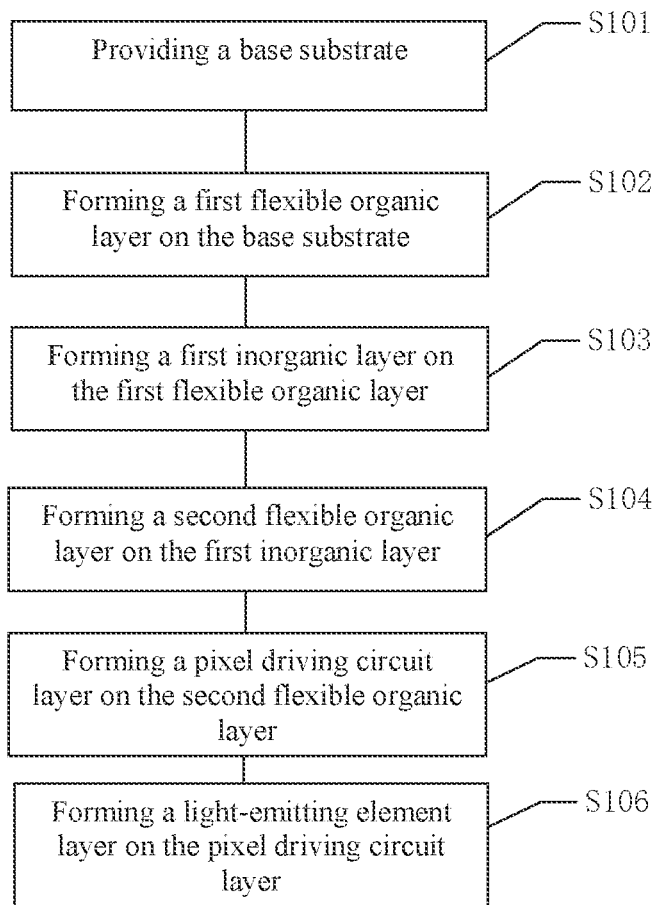 Providing a base substrate
S101
Forming a first flexible organic
layer on the base substrate
S102
Forming a first inorganic layer on
the first flexible organic layer
S103
Forming a second flexible organic
layer on the first inorganic layer
S104
Forming a pixel driving circuit
layer on the second flexible organic
layer
S105
Forming a light-emitting element
layer on the pixel driving circuit
layer
S106